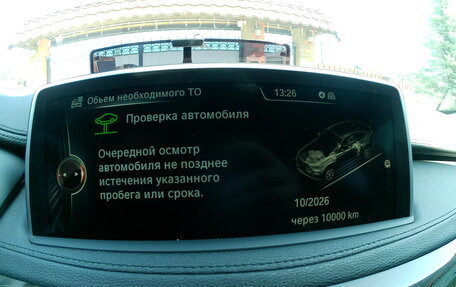 Объем необходимого ТО
13:26
Проверка автомобиля
Очередной осмотр
автомобиля не позднее
истечения указанного
пробега или срока.
10/2026
через 10000 km